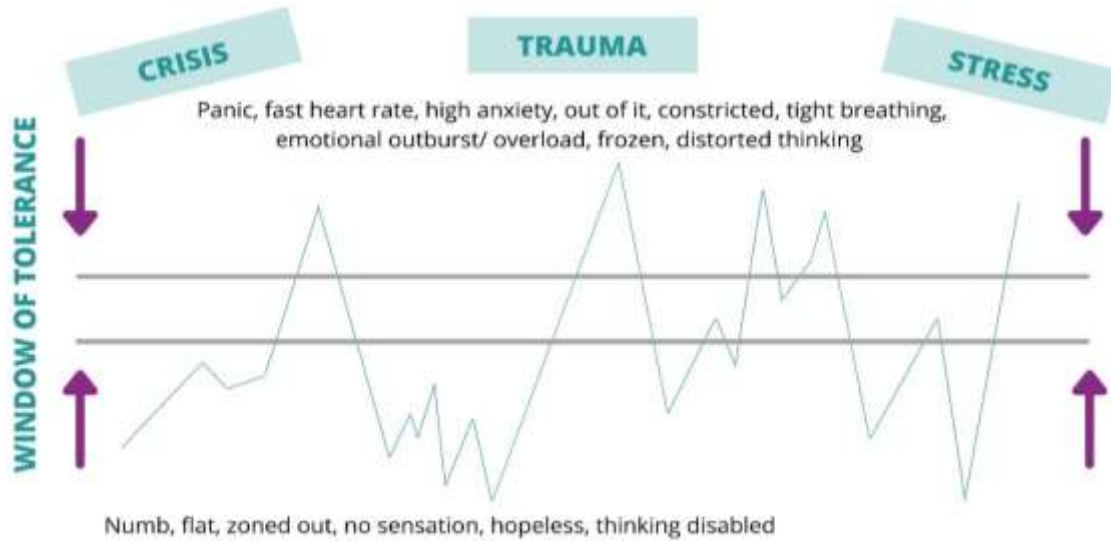 CRISIS
TRAUMA
STRESS
Panic, fast heart rate, high anxiety, out of it, constricted, tight breathing,
emotional outburst/ overload, frozen, distorted thinking
WINDOW OF TOLERANCE
Numb, flat, zoned out, no sensation, hopeless, thinking disabled